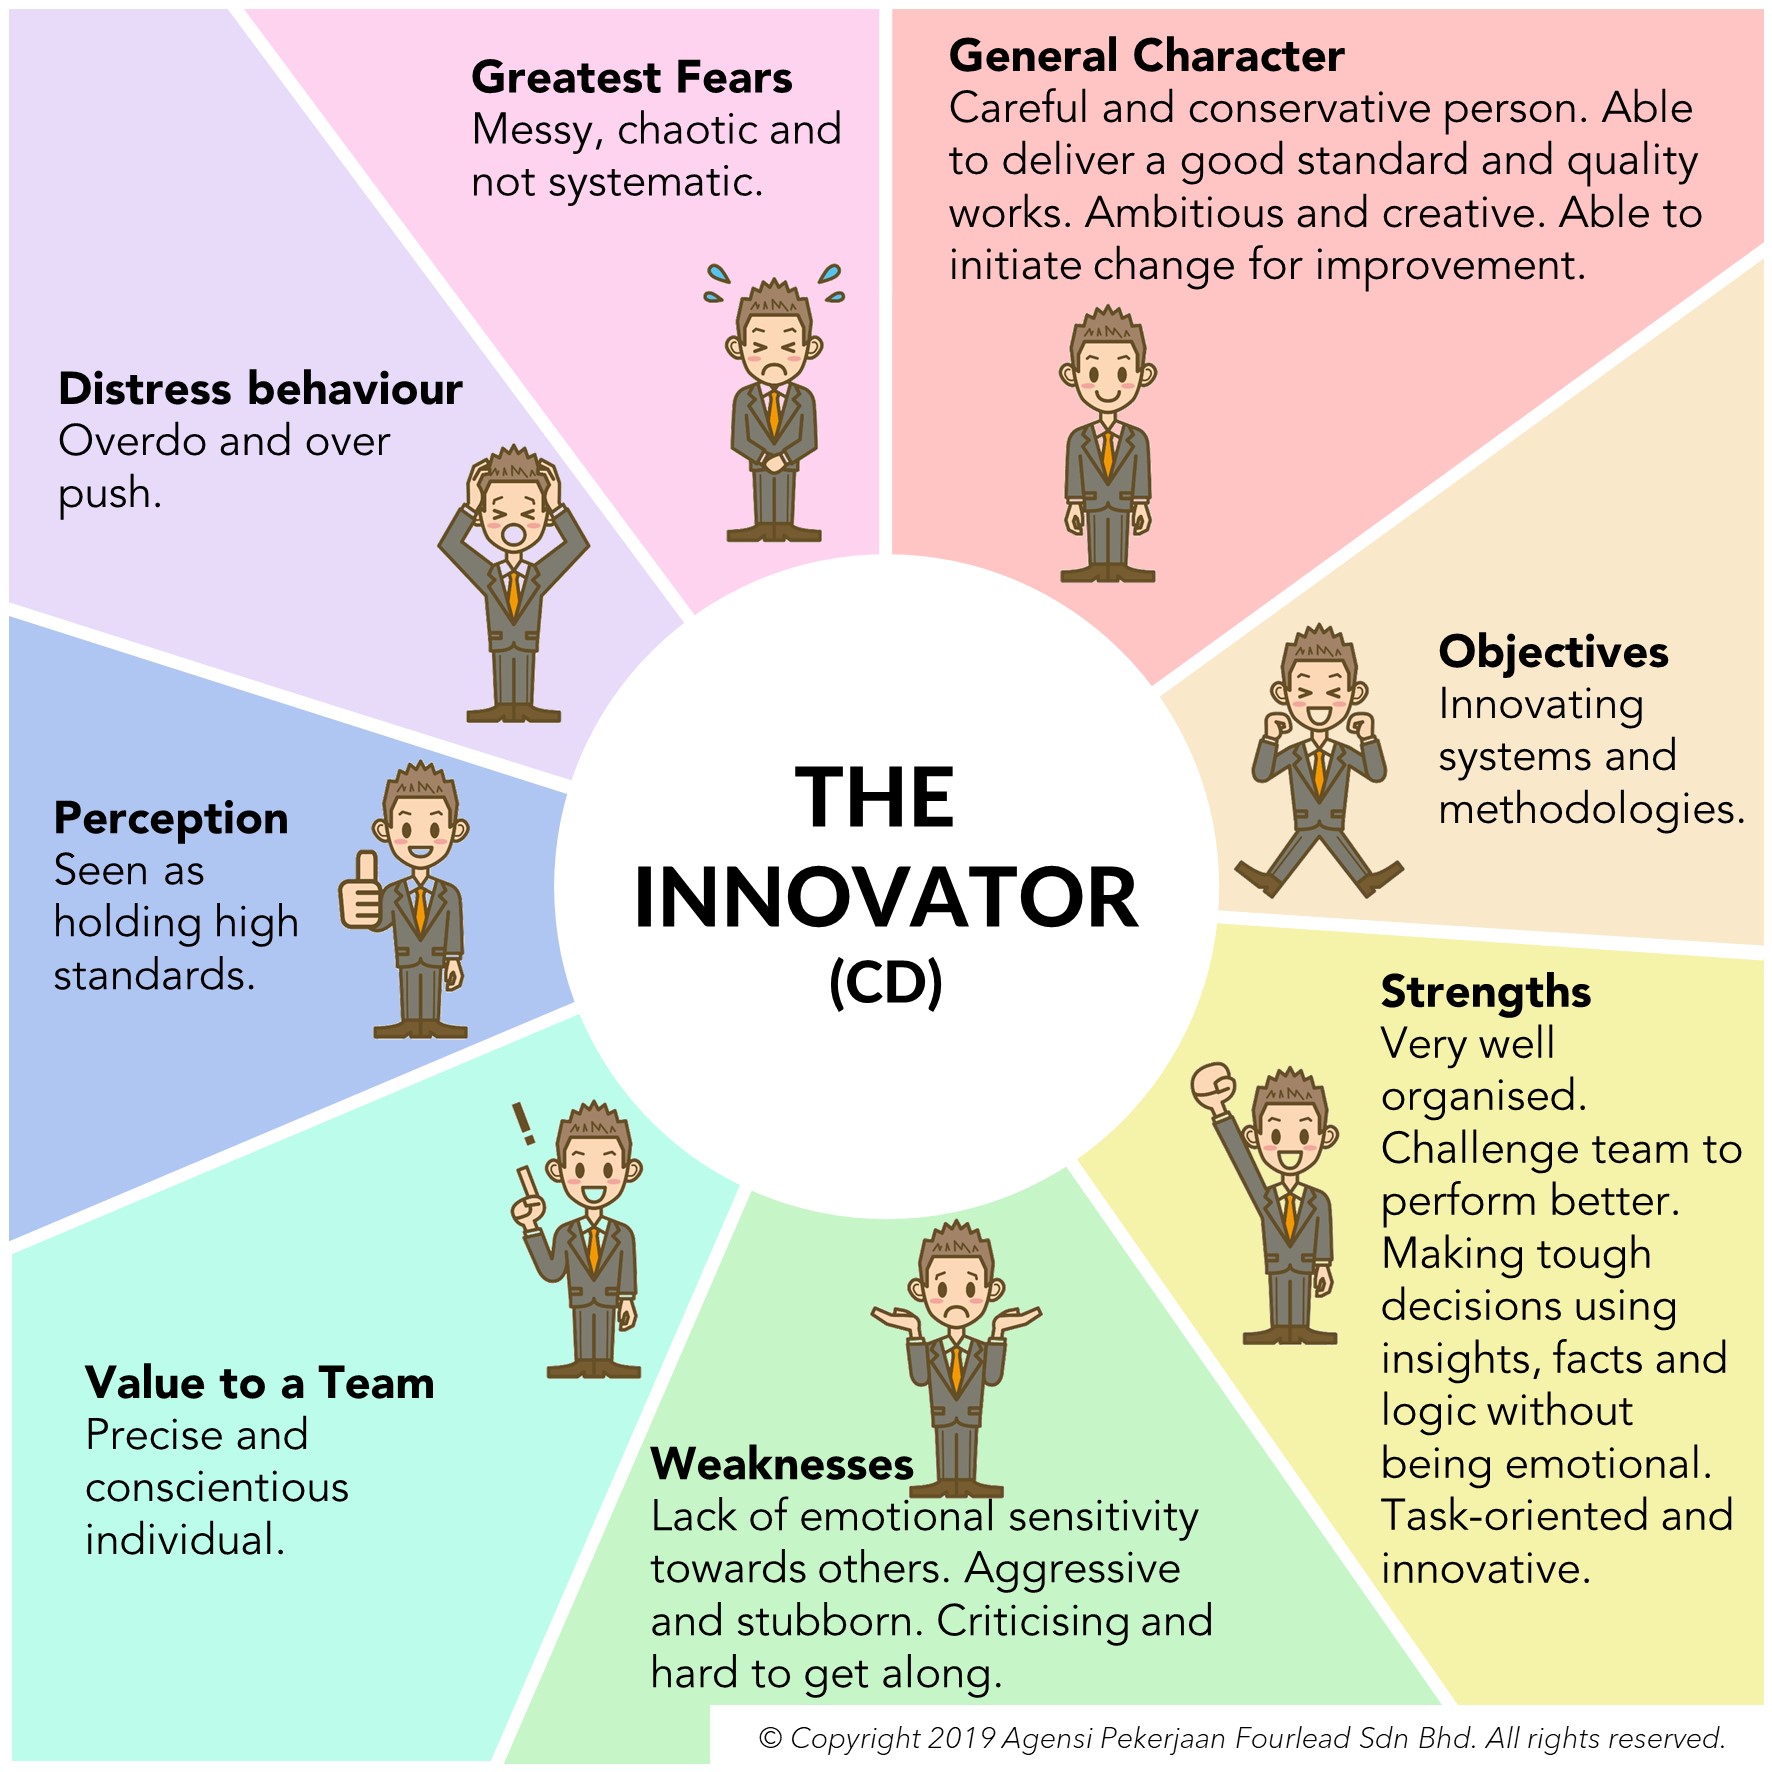 Greatest Fears
Messy, chaotic and
not systematic.
General Character
Careful and conservative person. Able
to deliver a good standard and quality
works. Ambitious and creative. Able to
initiate change for improvement.
Distress behaviour
Overdo and over
push.
Objectives
Innovating
systems and
methodologies.
Perception
Seen as
holding high
standards.
THE
INNOVATOR
(CD)
Strengths
Very well
organised.
Challenge team to
perform better.
Making tough
decisions using
insights, facts and
logic without
being emotional.
Task-oriented and
innovative.
!
Value to a Team
Precise and
conscientious
individual.
Weaknesses
Lack of emotional sensitivity
towards others. Aggressive
and stubborn. Criticising and
hard to get along.
© Copyright 2019 Agensi Pekerjaan Fourlead Sdn Bhd. All rights reserved.